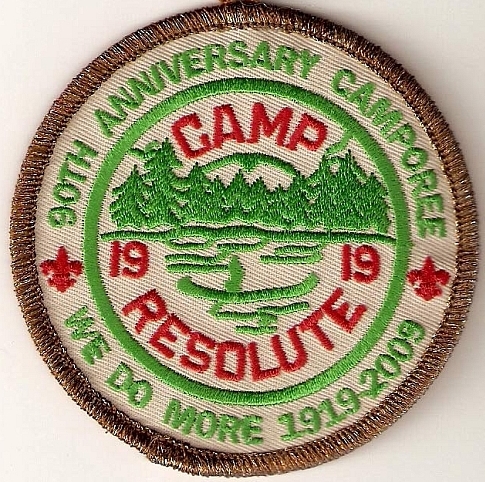 90TH ANNIVERSARY CAMPOREE
CAMP
19 19
RESOLUTE
WE DO MORE 1919-2009